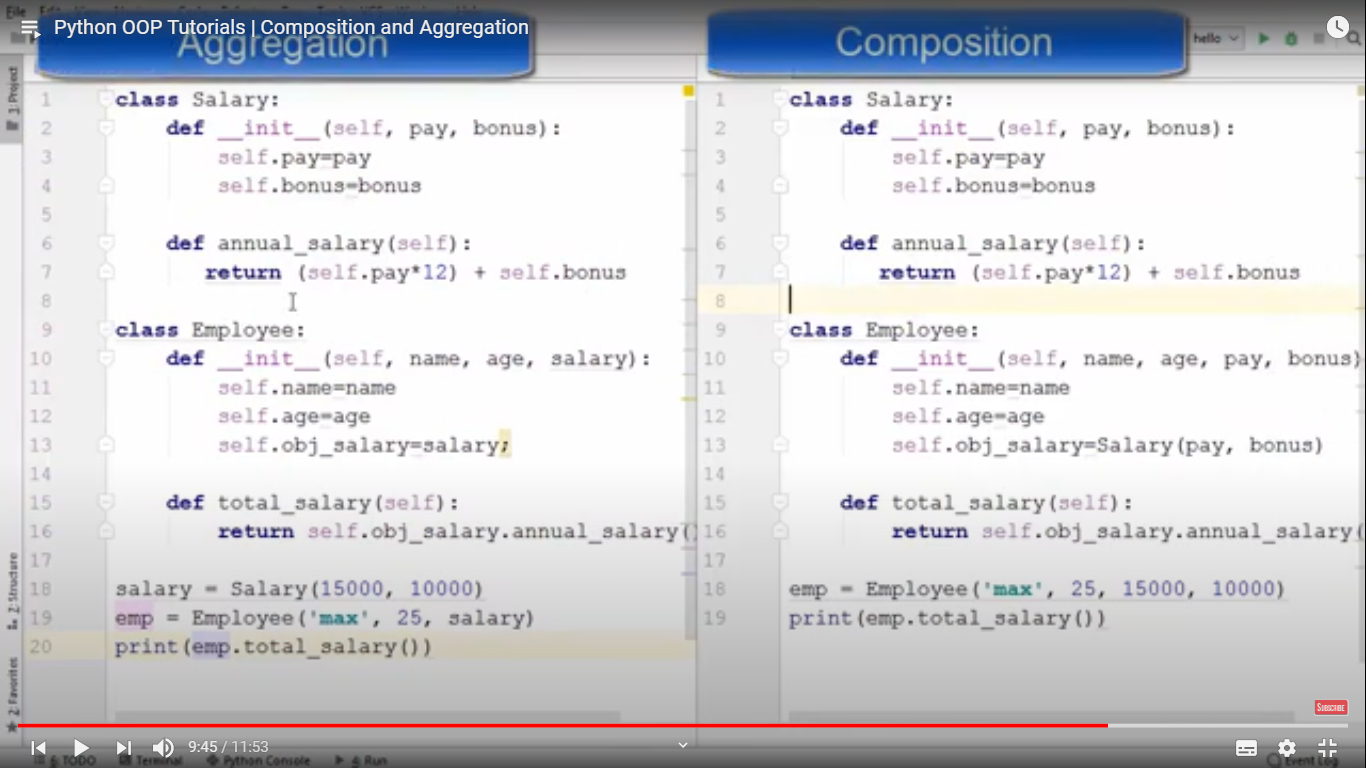 Python OOP Tutorials | Composition and Aggregation
Aggregation
Composition
hello
1: Project
1 class Salary:
2 def __init__(self, pay, bonus):
3 self.pay=pay
4 self.bonus=bonus
5
6 def annual_salary(self):
7 return (self.pay*12) + self.bonus
8
9 class Employee:
10 def __init__(self, name, age, salary):
11 self.name=name
12 self.age=age
13 self.obj_salary=salary;
14
15 def total_salary(self):
16 return self.obj_salary.annual_salary()
17
18 salary = Salary(15000, 10000)
19 emp = Employee('max', 25, salary)
20 print(emp.total_salary())
1 class Salary:
2 def __init__(self, pay, bonus):
3 self.pay=pay
4 self.bonus=bonus
5
6 def annual_salary(self):
7 return (self.pay*12) + self.bonus
8
9 class Employee:
10 def __init__(self, name, age, pay, bonus)
11 self.name=name
12 self.age=age
13 self.obj_salary=Salary(pay, bonus)
14
15 def total_salary(self):
16 return self.obj_salary.annual_salary(
17
18 emp = Employee('max', 25, 15000, 10000)
19 print(emp.total_salary())
2: Structure
2: Favorites
SUBSCRIBE
9:45 / 11:53
6: TODO Terminal Python Console 4: Run
Event Log